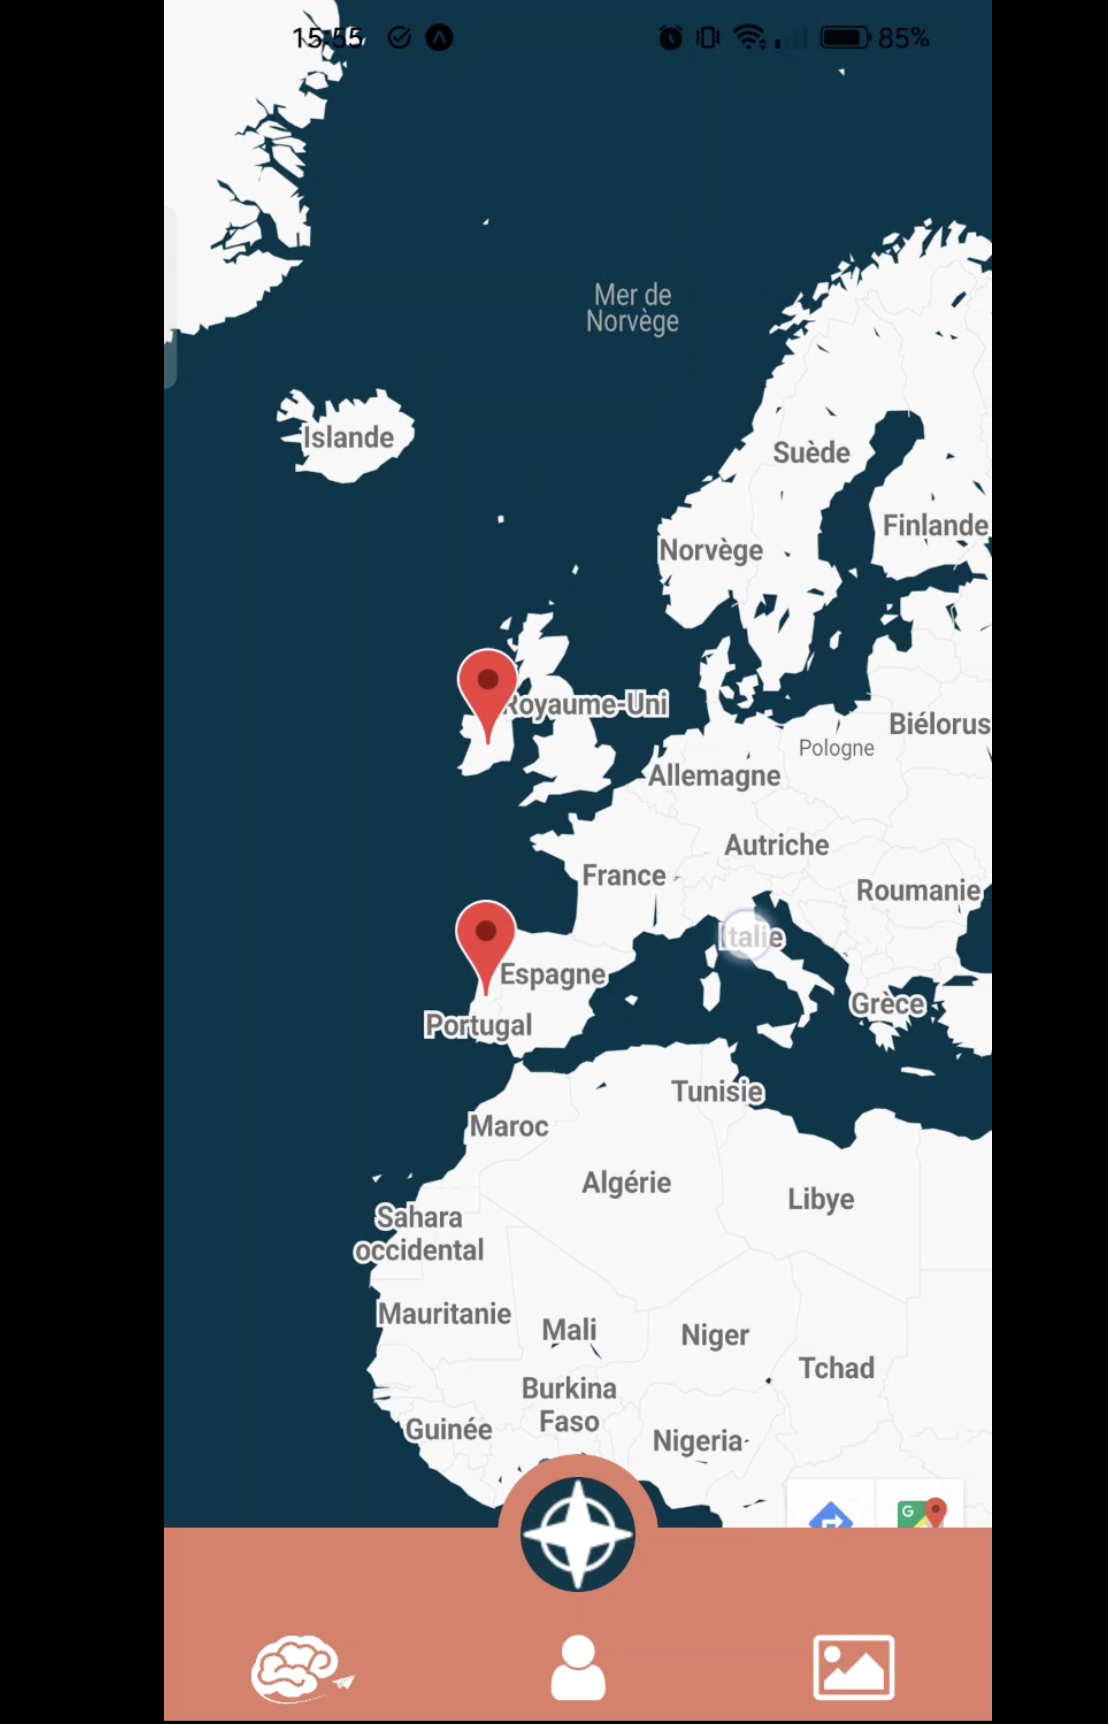 15:55
85%
Mer de
Norvège
Islande
Suède
Finlande
Norvège
Royaume-Uni
Biélorus
Pologne
Allemagne
Autriche
France
Roumanie
Italie
Espagne
Grèce
Portugal
Tunisie
Maroc
Algérie
Libye
Sahara
occidental
Mauritanie
Mali
Niger
Tchad
Burkina
Faso
Guinée
Nigeria
G